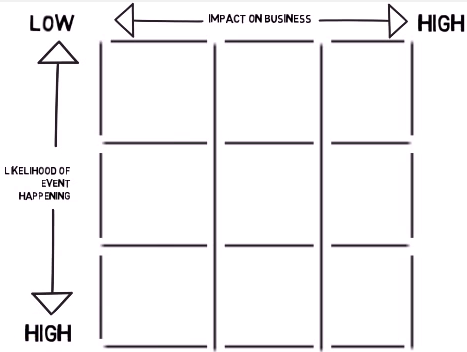 LOW
IMPACT ON BUSINESS
HIGH
LIKELIHOOD OF
EVENT
HAPPENING
HIGH